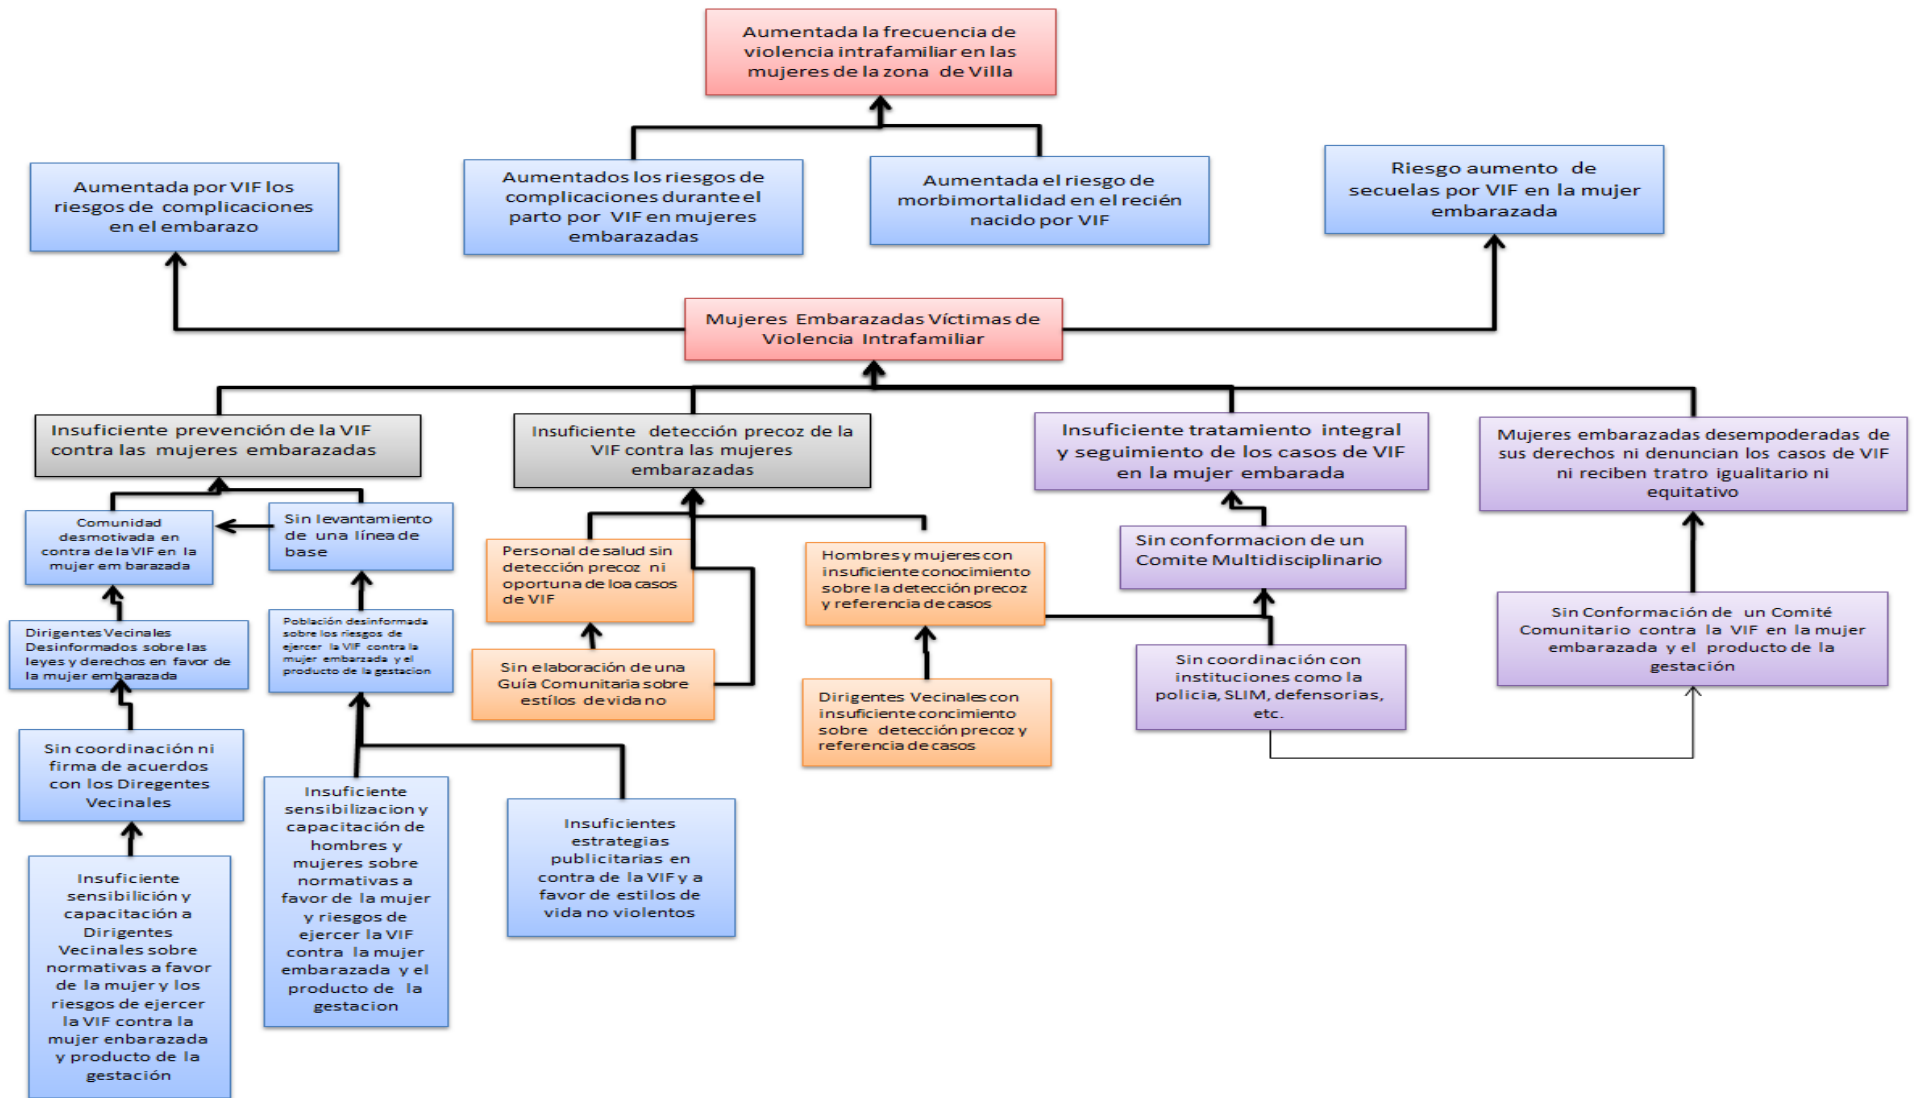 Aumentada la frecuencia de
violencia intrafamiliar en las
mujeres de la zona de Villa
Aumentada por VIF los
riesgos de complicaciones
en el embarazo
Aumentados los riesgos de
complicaciones durante el
parto por VIF en mujeres
embarazadas
Aumentada el riesgo de
morbimortalidad en el recién
nacido por VIF
Riesgo aumento de
secuelas por VIF en la mujer
embarazada
Mujeres Embarazadas Víctimas de
Violencia Intrafamiliar
Insuficiente prevención de la VIF
contra las mujeres embarazadas
Insuficiente detección precoz de la
VIF contra las mujeres
embarazadas
Insuficiente tratamiento integral
y seguimiento de los casos de VIF
en la mujer embarada
Mujeres embarazadas desempoderadas de
sus derechos ni denuncian los casos de VIF
ni reciben tratro igualitario ni
equitativo
Comunidad
desmotivada en
contra de la VIF en la
mujer em barazada
Sin levantamiento
de una línea de
base
Personal de salud sin
detección precoz ni
oportuna de loa casos
de VIF
Hombres y mujeres con
insuficiente conocimiento
sobre la detección precoz
y referencia de casos
Sin conformacion de un
Comite Multidisciplinario
Sin Conformación de un Comité
Comunitario contra la VIF en la mujer
embarazada y el producto de la
gestación
Dirigentes Vecinales
Desinformados sobre las
leyes y derechos en favor de
la mujer embarazada
Población desinformada
sobre los riesgos de
ejercer la VIF contra la
mujer embarzada y el
producto de la gestacion
Sin elaboración de una
Guía Comunitaria sobre
estílos de vida no
Dirigentes Vecinales con
insuficiente concimiento
sobre detección precoz y
referencia de casos
Sin coordinación con
instituciones como la
policia, SLIM, defensorias,
etc.
Sin coordinación ni
firma de acuerdos
con los Diregentes
Vecinales
Insuficiente
sensibilizacion y
capacitación de
hombres y
mujeres sobre
normativas a
favor de la mujer
y riesgos de
ejercer la VIF
contra la mujer
embarazada y el
producto de la
gestacion
Insuficientes
estrategias
publicitarias en
contra de la VIF y a
favor de estilos de
vida no violentos
Insuficiente
sensibilición y
capacitación a
Dirigentes
Vecinales sobre
normativas a favor
de la mujer y los
riesgos de ejercer
la VIF contra la
mujer enbarazada
y producto de la
gestación